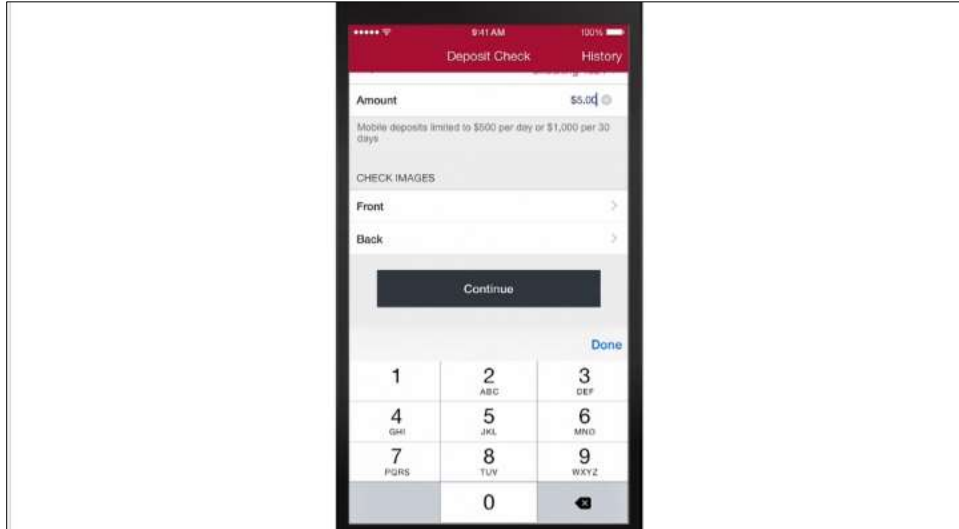 9:41 AM 100%
Deposit Check History
Amount $5.00
Mobile deposits limited to $500 per day or $1,000 per 30
days
CHECK IMAGES
Front
Back
Continue
Done
1 2 3
ABC DEF
4 5 6
GHI JKL MNO
7 8 9
PQRS TUV WXYZ
0